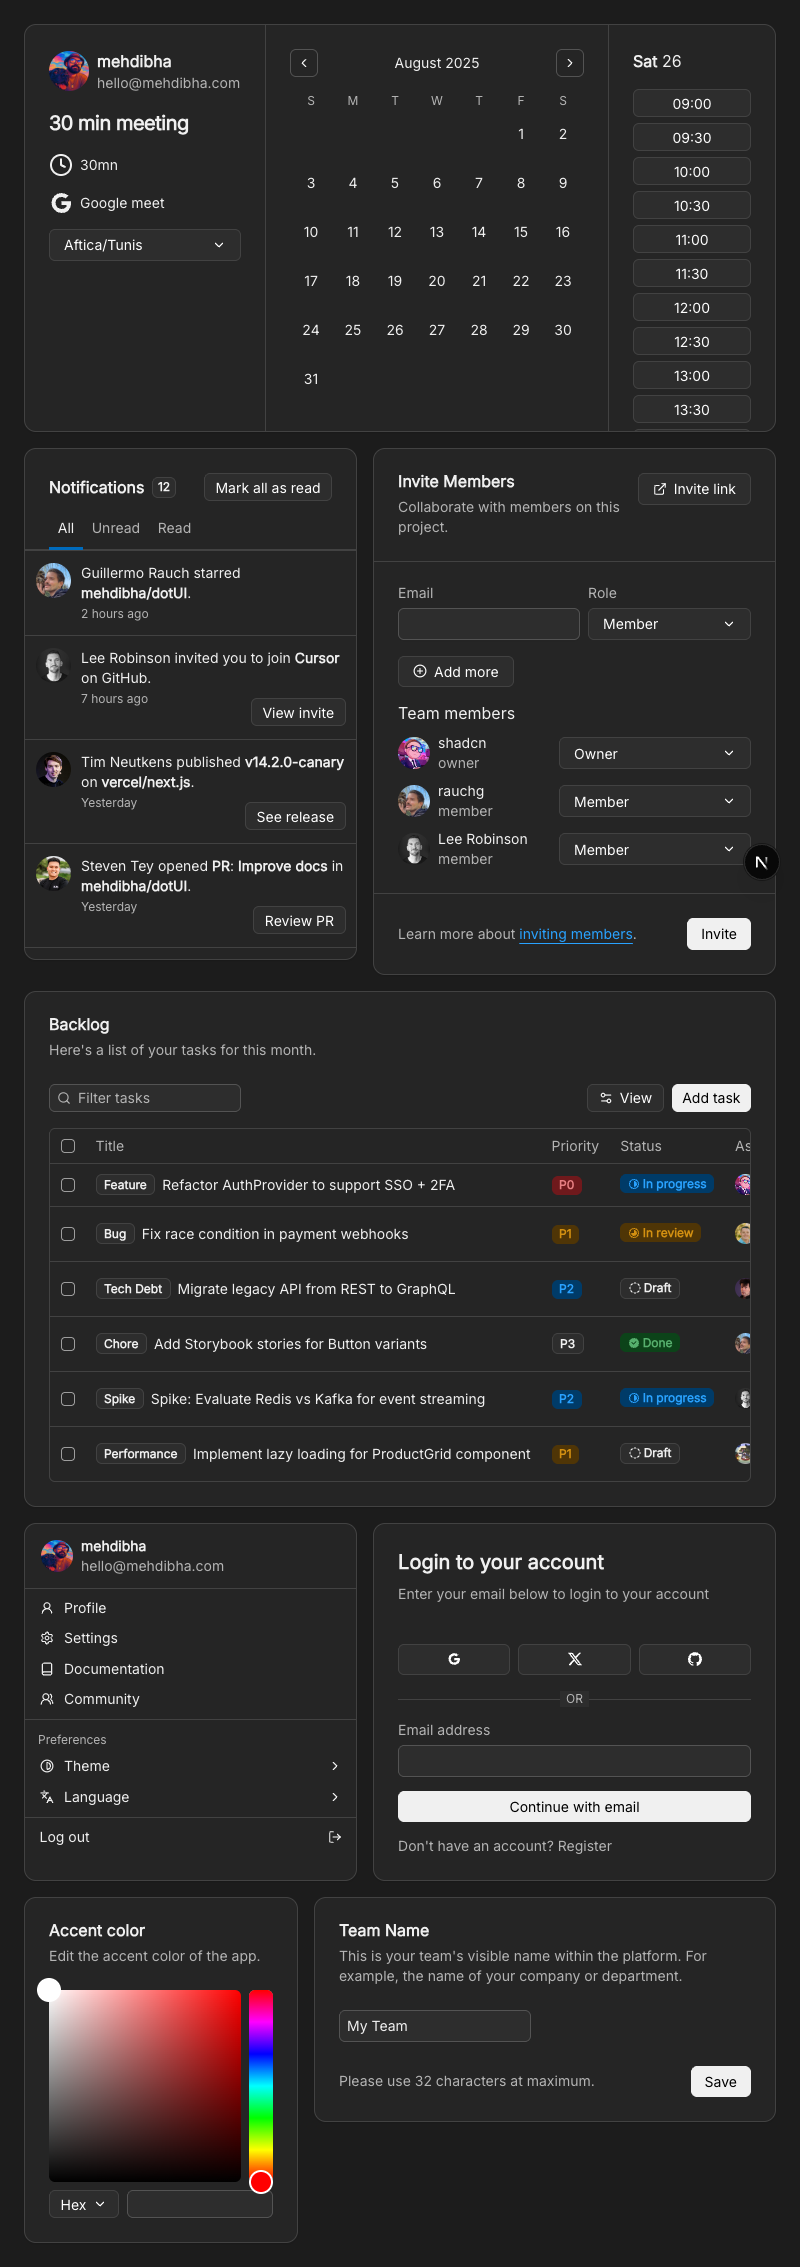 mehdibha
hello@mehdibha.com
30 min meeting
30mn
Google meet
Aftica/Tunis
August 2025
S M T W T F S
1 2
3 4 5 6 7 8 9
10 11 12 13 14 15 16
17 18 19 20 21 22 23
24 25 26 27 28 29 30
31
Sat 26
09:00
09:30
10:00
10:30
11:00
11:30
12:00
12:30
13:00
13:30
Notifications 12
Mark all as read
All Unread Read
Guillermo Rauch starred
mehdibha/dotUI.
2 hours ago
Lee Robinson invited you to join Cursor
on GitHub.
7 hours ago
View invite
Tim Neutkens published v14.2.0-canary
on vercel/next.js.
Yesterday
See release
Steven Tey opened PR: Improve docs in
mehdibha/dotUI.
Yesterday
Review PR
Invite Members
Collaborate with members on this
project.
Invite link
Email Role
Member
Add more
Team members
shadcn
owner
Owner
rauchg
member
Member
Lee Robinson
member
Member
N
Learn more about inviting members.
Invite
Backlog
Here's a list of your tasks for this month.
Filter tasks View Add task
Title Priority Status As
Feature Refactor AuthProvider to support SSO + 2FA P0 In progress
Bug Fix race condition in payment webhooks P1 In review
Tech Debt Migrate legacy API from REST to GraphQL P2 Draft
Chore Add Storybook stories for Button variants P3 Done
Spike Spike: Evaluate Redis vs Kafka for event streaming P2 In progress
Performance Implement lazy loading for ProductGrid component P1 Draft
mehdibha
hello@mehdibha.com
Profile
Settings
Documentation
Community
Preferences
Theme
Language
Log out
Login to your account
Enter your email below to login to your account
OR
Email address
Continue with email
Don't have an account? Register
Accent color
Edit the accent color of the app.
Hex
Team Name
This is your team's visible name within the platform. For
example, the name of your company or department.
My Team
Please use 32 characters at maximum.
Save